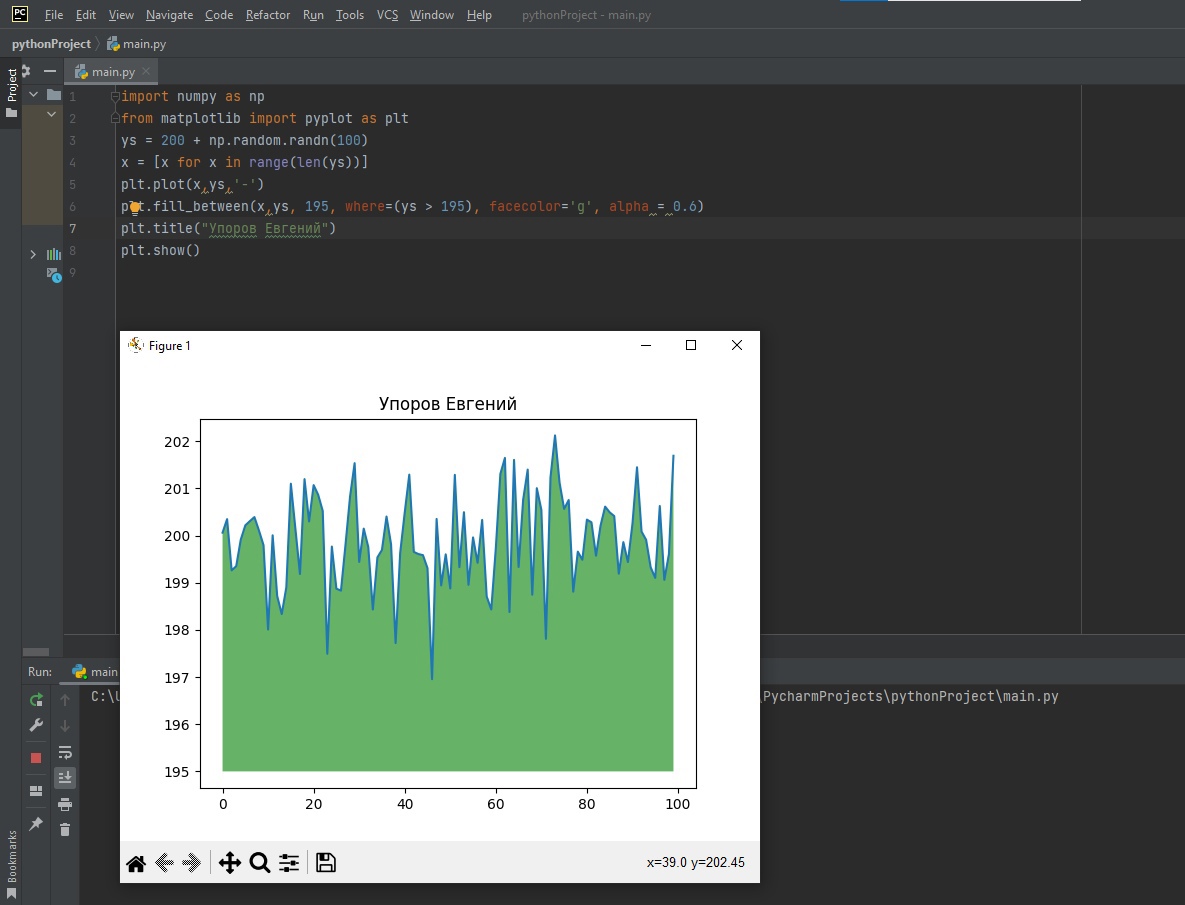 PC File Edit View Navigate Code Refactor Run Tools VCS Window Help pythonProject - main.py
pythonProject main.py
Project
main.py
1 import numpy as np
2 from matplotlib import pyplot as plt
3 ys = 200 + np.random.randn(100)
4 x = [x for x in range(len(ys))]
5 plt.plot(x,ys,'-')
6 plt.fill_between(x,ys, 195, where=(ys > 195), facecolor='g', alpha = 0.6)
7 plt.title("Упоров Евгений")
8 plt.show()
9
Figure 1
Упоров Евгений
202
201
200
199
198
197
196
195
0 20 40 60 80 100
x=39.0 y=202.45
Run: main
C:\ \PycharmProjects\pythonProject\main.py
Bookmarks